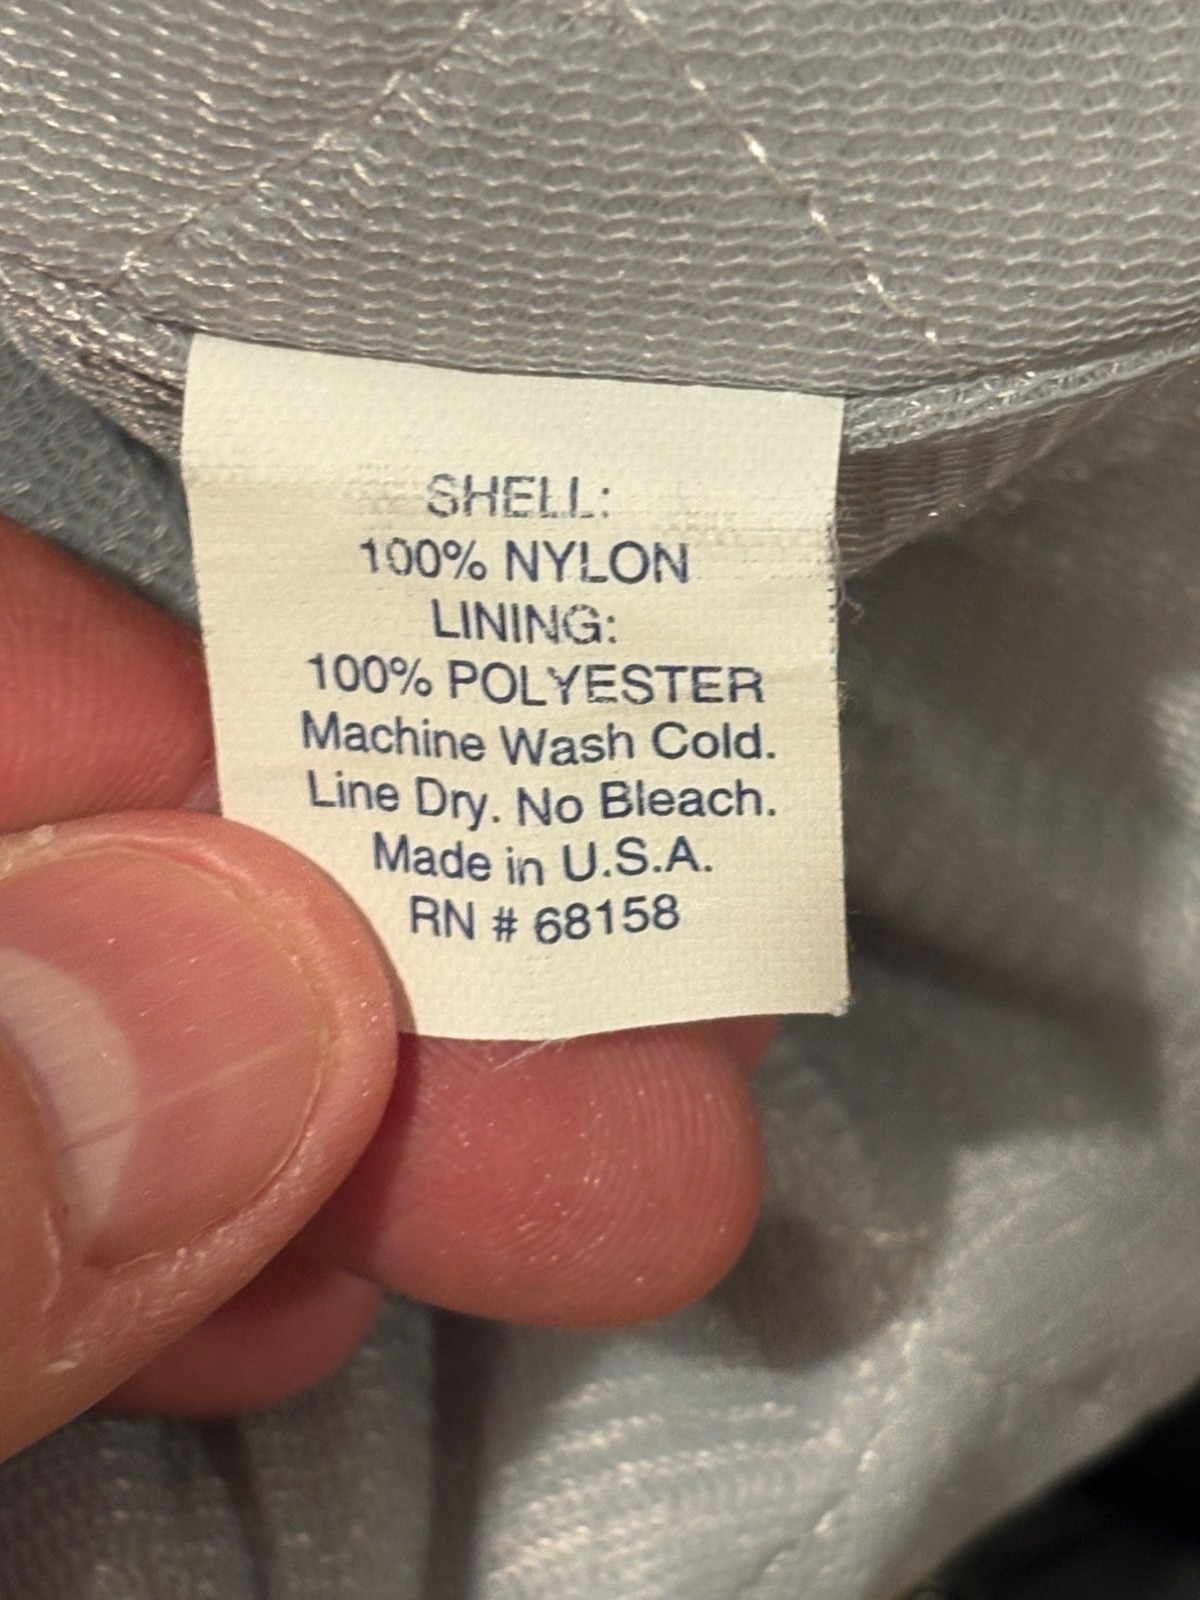 SHELL:
100% NYLON
LINING:
100% POLYESTER
Machine Wash Cold.
Line Dry. No Bleach.
Made in U.S.A.
RN # 68158